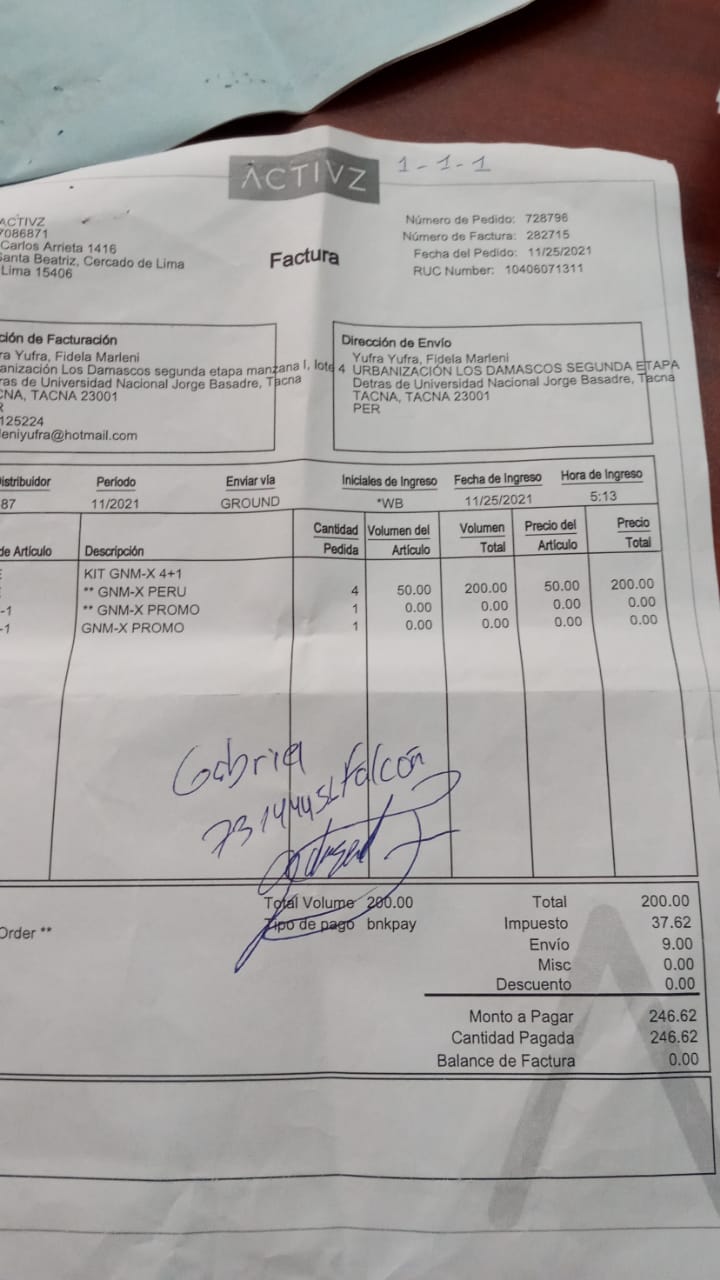 ACTIVZ
1-1-1
ACTIVZ
7086871
Carlos Arrieta 1416
Santa Beatriz, Cercado de Lima
Lima 15406
Factura
Número de Pedido: 728796
Número de Factura: 282715
Fecha del Pedido: 11/25/2021
RUC Number: 10406071311
ción de Facturación
ra Yufra, Fidela Marleni
anización Los Damascos segunda etapa manzana I, lote 4
ras de Universidad Nacional Jorge Basadre, Tacna
CNA, TACNA 23001
R
125224
leniyufra@hotmail.com
Dirección de Envío
Yufra Yufra, Fidela Marleni
URBANIZACIÓN LOS DAMASCOS SEGUNDA ETAPA
Detras de Universidad Nacional Jorge Basadre, Tacna
TACNA, TACNA 23001
PER
istribuidor Período Enviar vía Iniciales de Ingreso Fecha de Ingreso Hora de Ingreso
87 11/2021 GROUND *WB 11/25/2021 5:13
de Artículo Descripción Cantidad Pedida Volumen del Artículo Volumen Total Precio del Artículo Precio Total
KIT GNM-X 4+1
** GNM-X PERU 4 50.00 200.00 50.00 200.00
-1 ** GNM-X PROMO 1 0.00 0.00 0.00 0.00
-1 GNM-X PROMO 1 0.00 0.00 0.00 0.00
Gabriel
Falcón
Total Volume 200.00
Tipo de pago bnkpay
Order **
Total 200.00
Impuesto 37.62
Envío 9.00
Misc 0.00
Descuento 0.00
Monto a Pagar 246.62
Cantidad Pagada 246.62
Balance de Factura 0.00